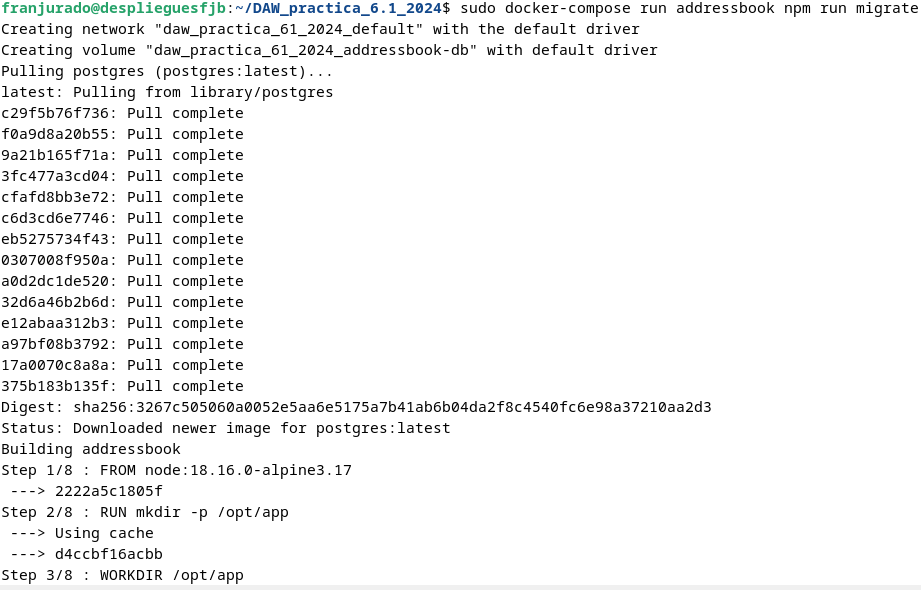 franjurado@desplieguesfjb:~/DAW_practica_6.1_2024$ sudo docker-compose run addressbook npm run migrate
Creating network "daw_practica_61_2024_default" with the default driver
Creating volume "daw_practica_61_2024_addressbook-db" with default driver
Pulling postgres (postgres:latest)...
latest: Pulling from library/postgres
c29f5b76f736: Pull complete
f0a9d8a20b55: Pull complete
9a21b165f71a: Pull complete
3fc477a3cd04: Pull complete
cfafd8bb3e72: Pull complete
c6d3cd6e7746: Pull complete
eb5275734f43: Pull complete
0307008f950a: Pull complete
a0d2dc1de520: Pull complete
32d6a46b2b6d: Pull complete
e12abaa312b3: Pull complete
a97bf08b3792: Pull complete
17a0070c8a8a: Pull complete
375b183b135f: Pull complete
Digest: sha256:3267c505060a0052e5aa6e5175a7b41ab6b04da2f8c4540fc6e98a37210aa2d3
Status: Downloaded newer image for postgres:latest
Building addressbook
Step 1/8 : FROM node:18.16.0-alpine3.17
 ---> 2222a5c1805f
Step 2/8 : RUN mkdir -p /opt/app
 ---> Using cache
 ---> d4ccbf16acbb
Step 3/8 : WORKDIR /opt/app